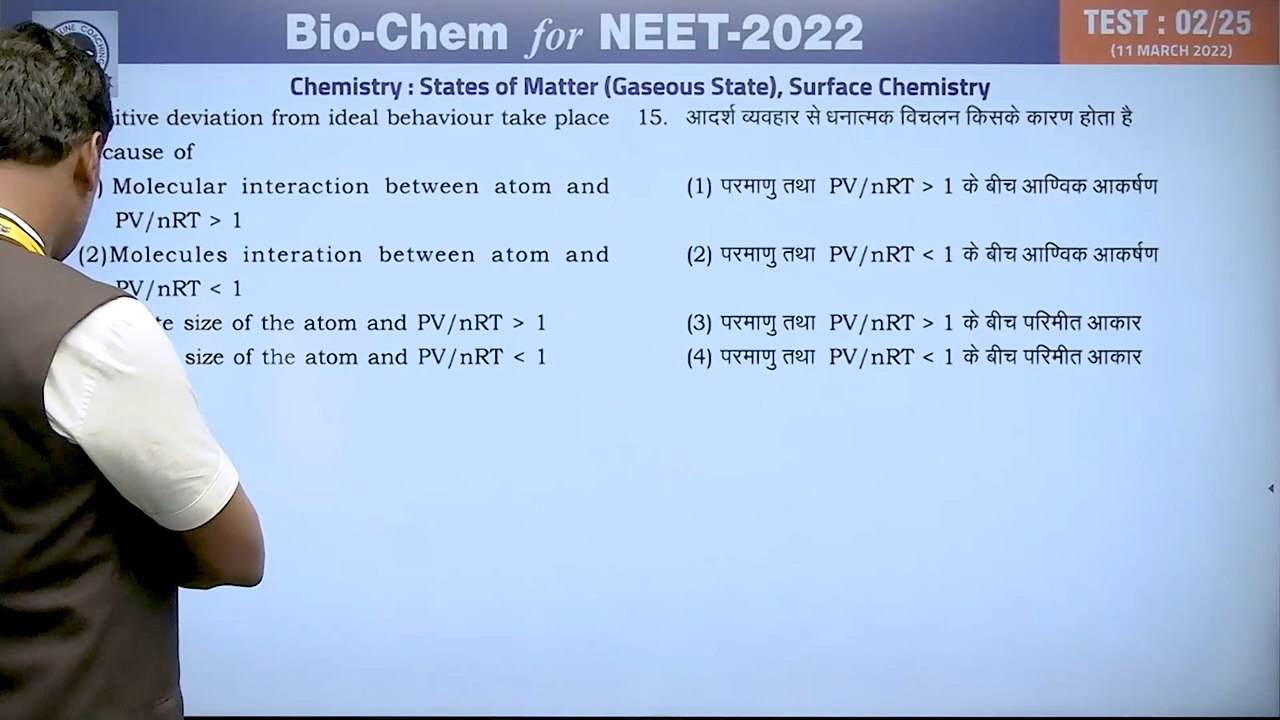 Bio-Chem for NEET-2022
TEST : 02/25
(11 MARCH 2022)
Chemistry : States of Matter (Gaseous State), Surface Chemistry
deviation from ideal behaviour take place
of
Molecular interaction between atom and
PV/nRT > 1
(2)Molecules interation between atom and
PV/nRT < 1
size of the atom and PV/nRT > 1
size of the atom and PV/nRT < 1
15. आदर्श व्यवहार से धनात्मक विचलन किसके कारण होता है
(1) परमाणु तथा PV/nRT > 1 के बीच आण्विक आकर्षण
(2) परमाणु तथा PV/nRT < 1 के बीच आण्विक आकर्षण
(3) परमाणु तथा PV/nRT > 1 के बीच परिमीत आकार
(4) परमाणु तथा PV/nRT < 1 के बीच परिमीत आकार